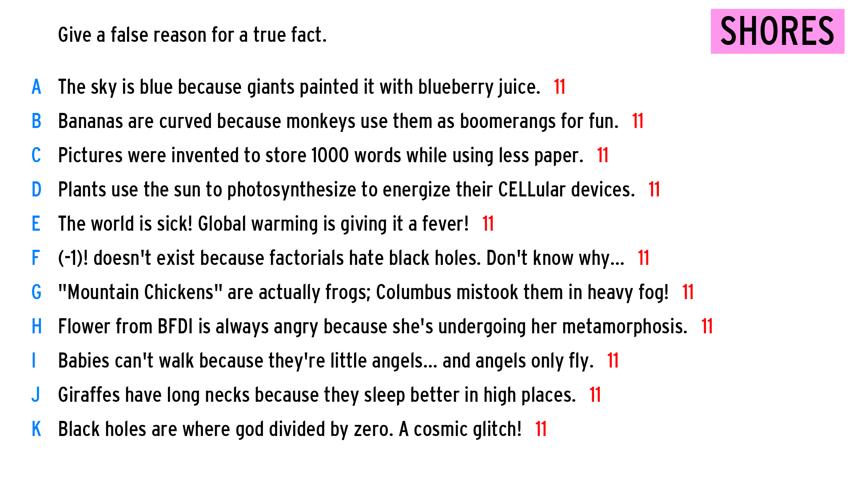 Give a false reason for a true fact.
SHORES
A The sky is blue because giants painted it with blueberry juice. 11
B Bananas are curved because monkeys use them as boomerangs for fun. 11
C Pictures were invented to store 1000 words while using less paper. 11
D Plants use the sun to photosynthesize to energize their CELLular devices. 11
E The world is sick! Global warming is giving it a fever! 11
F (-1)! doesn't exist because factorials hate black holes. Don't know why... 11
G "Mountain Chickens" are actually frogs; Columbus mistook them in heavy fog! 11
H Flower from BFDI is always angry because she's undergoing her metamorphosis. 11
I Babies can't walk because they're little angels... and angels only fly. 11
J Giraffes have long necks because they sleep better in high places. 11
K Black holes are where god divided by zero. A cosmic glitch! 11